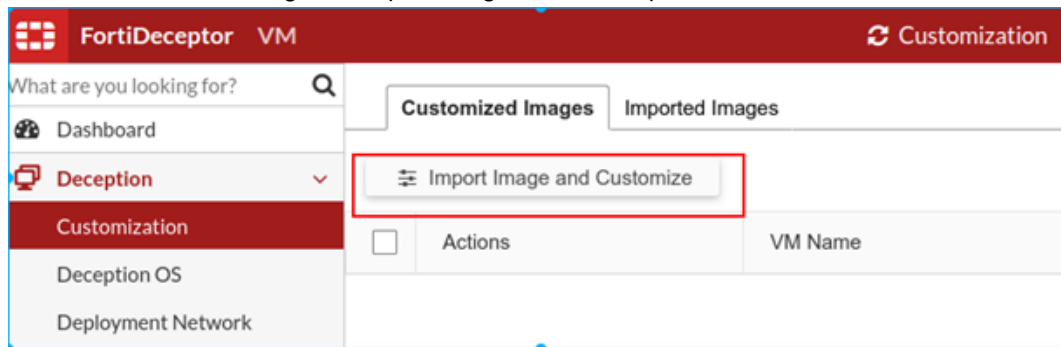 FortiDeceptor VM
Customization
What are you looking for?
Dashboard
Deception
Customization
Deception OS
Deployment Network
Customized Images
Imported Images
Import Image and Customize
Actions
VM Name